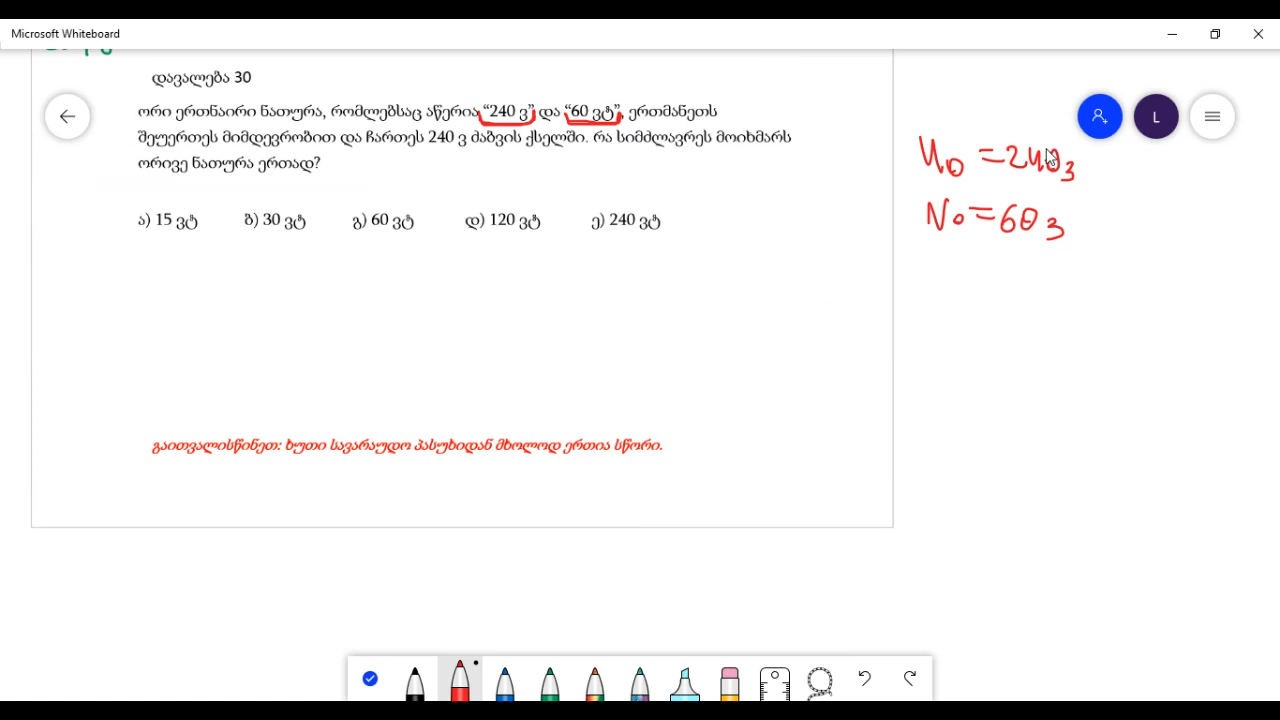 Microsoft Whiteboard
დავალება 30
ორი ერთნაირი ნათურა, რომლებსაც აწერია “240 ვ” და “60 ვტ”, ერთმანეთს
შეუერთეს მიმდევრობით და ჩართეს 240 ვ ძაბვის ქსელში. რა სიმძლავრეს მოიხმარს
ორივე ნათურა ერთად?
ა) 15 ვტ ბ) 30 ვტ გ) 60 ვტ დ) 120 ვტ ე) 240 ვტ
გაითვალისწინეთ: ხუთი სავარაუდო პასუხიდან მხოლოდ ერთია სწორი.
U0 = 240 ვ
N0 = 60 ვ
L